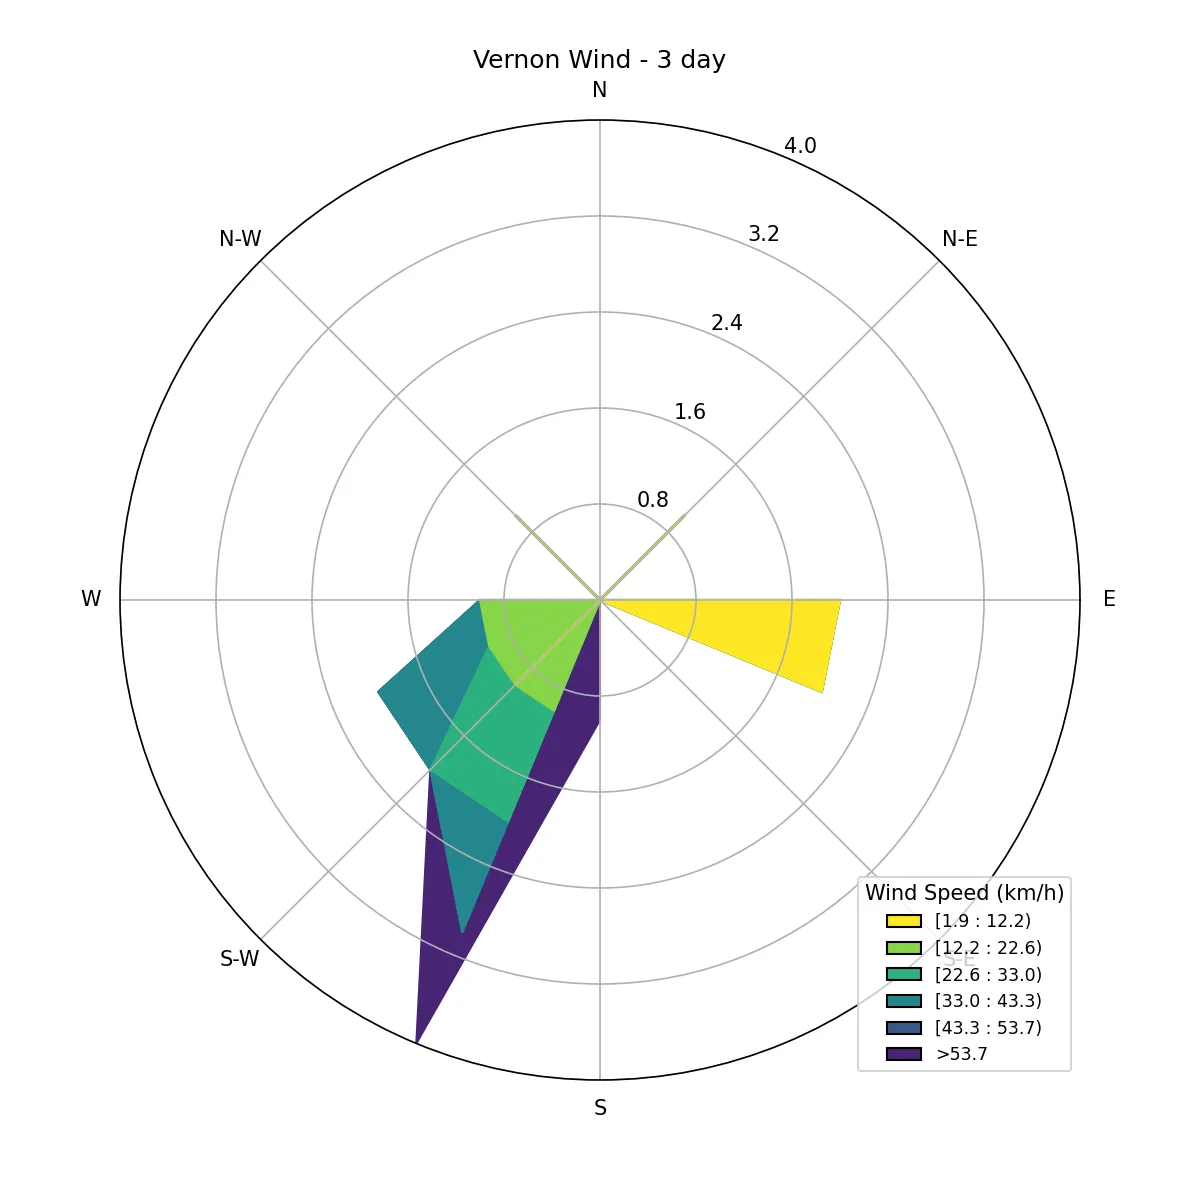 Vernon Wind - 3 day
N
4.0
N-W
3.2
N-E
2.4
1.6
0.8
W
E
Wind Speed (km/h)
[1.9 : 12.2)
[12.2 : 22.6)
S-W
S-E
[22.6 : 33.0)
[33.0 : 43.3)
[43.3 : 53.7)
>53.7
S